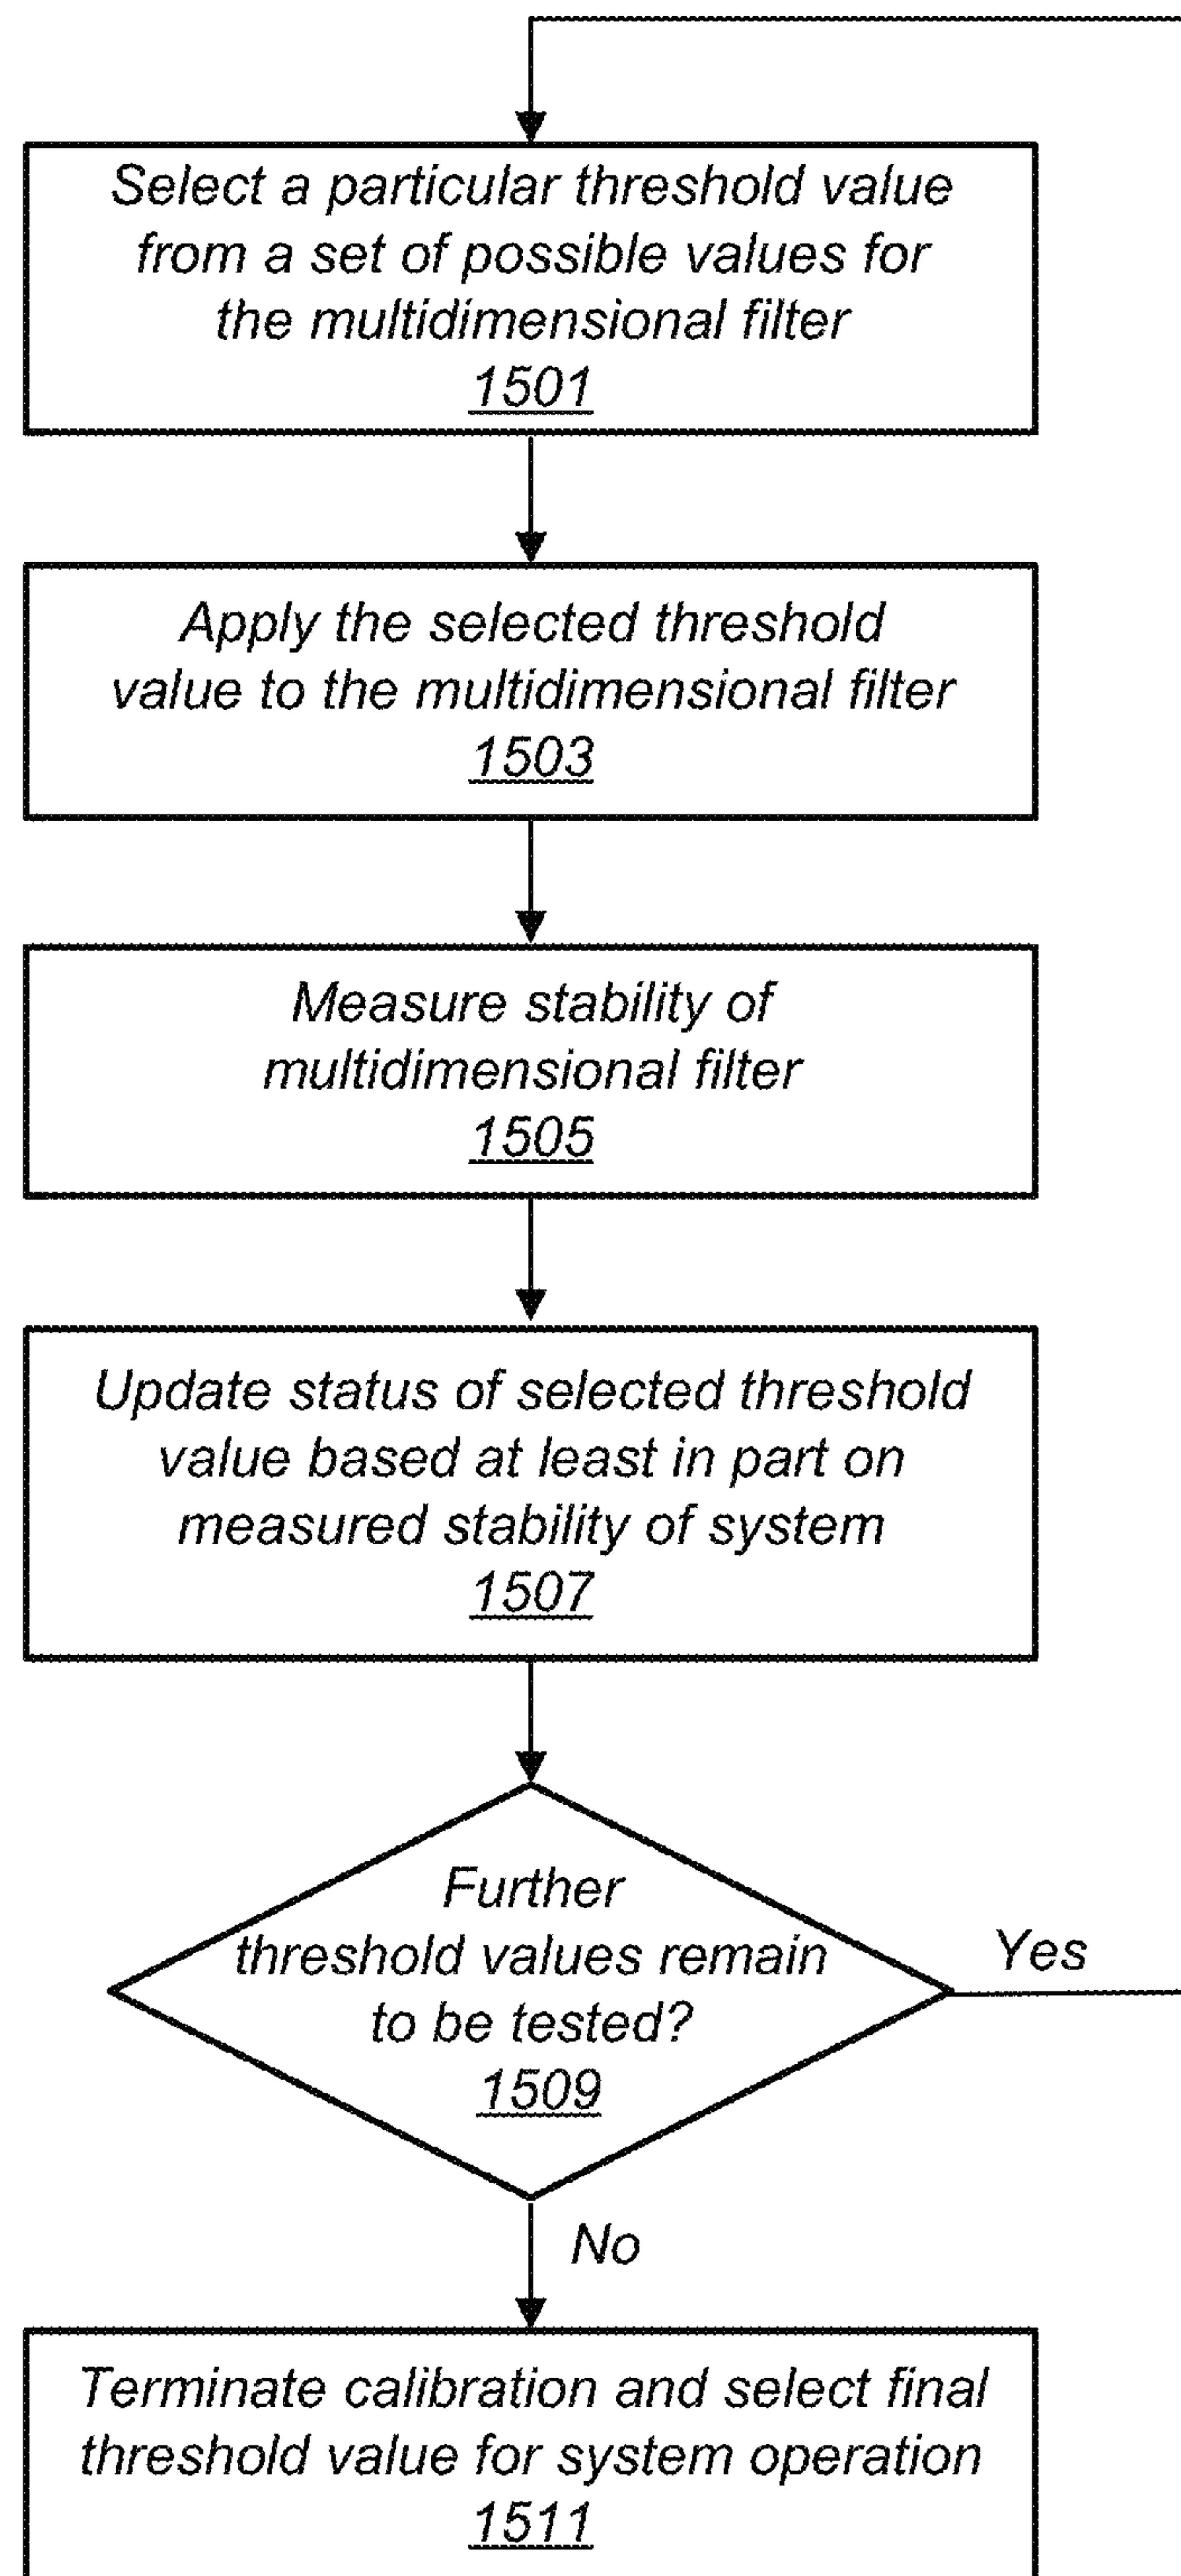 Select a particular threshold value
from a set of possible values for
the multidimensional filter
1501
Apply the selected threshold
value to the multidimensional filter
1503
Measure stability of
multidimensional filter
1505
Update status of selected threshold
value based at least in part on
measured stability of system
1507
Further
threshold values remain
to be tested?
1509
Yes
No
Terminate calibration and select final
threshold value for system operation
1511